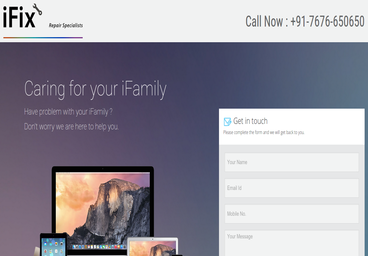 iFix
Repair Specialists
Call Now : +91-7676-650650
Caring for your iFamily
Have problem with your iFamily ?
Don't worry we are here to help you.
Get in touch
Please complete the form and we will get back to you.
Your Name
Email Id
Mobile No.
Your Message